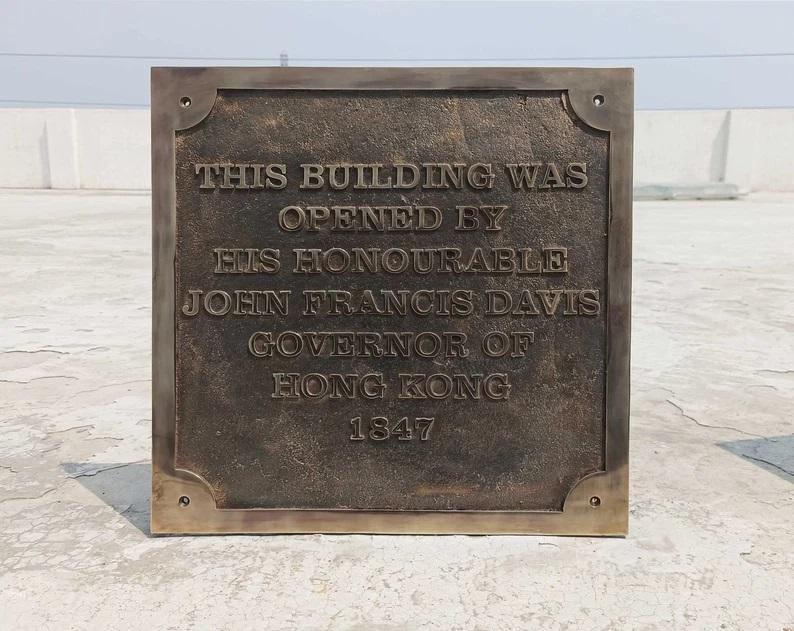 THIS BUILDING WAS
OPENED BY
HIS HONOURABLE
JOHN FRANCIS DAVIS
GOVERNOR OF
HONG KONG
1847